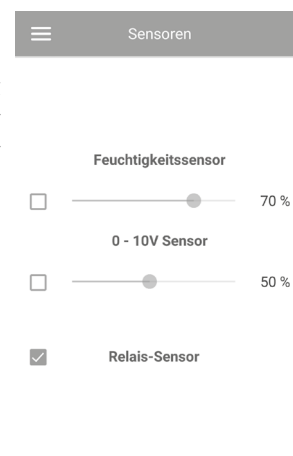 Sensoren
Feuchtigkeitssensor
70 %
0 - 10V Sensor
50 %
Relais-Sensor